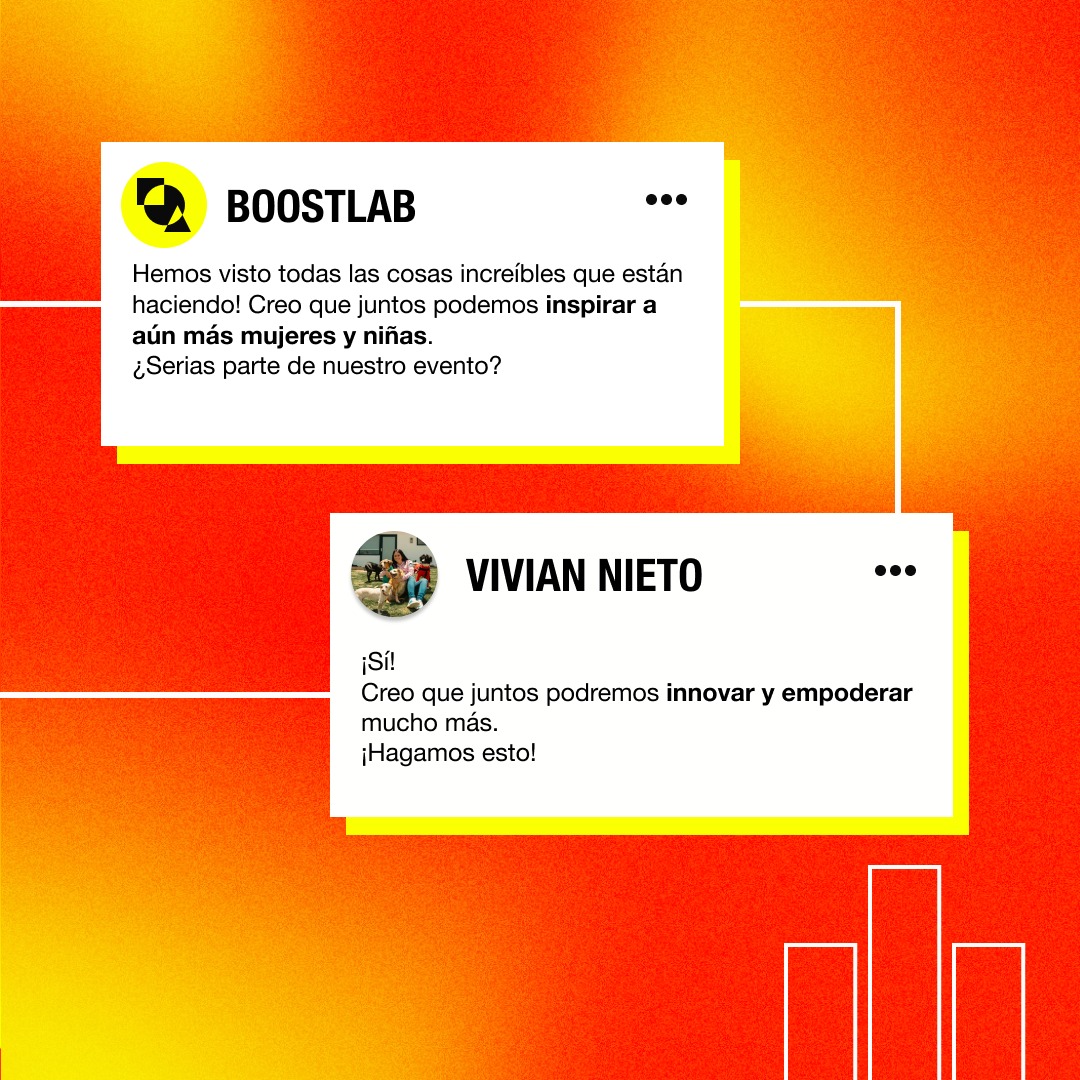 BOOSTLAB
Hemos visto todas las cosas increíbles que están
haciendo! Creo que juntos podemos inspirar a
aún más mujeres y niñas.
¿Serias parte de nuestro evento?
VIVIAN NIETO
¡Sí!
Creo que juntos podremos innovar y empoderar
mucho más.
¡Hagamos esto!